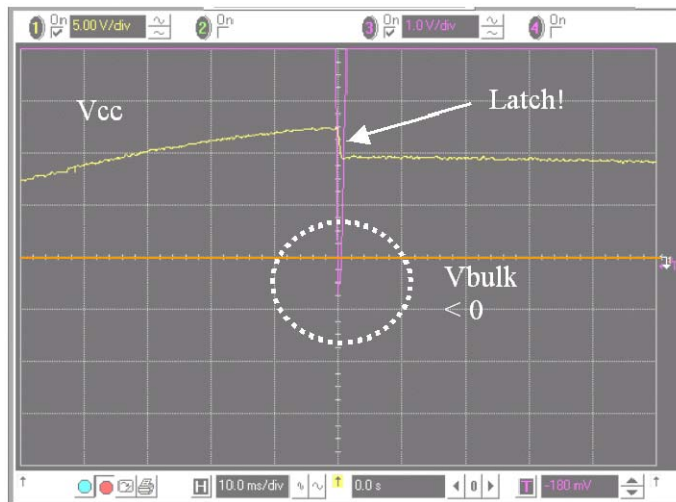 1 On 5.00 V/div 2 On 3 On 1.0 V/div 4 On
Vcc
Latch!
Vbulk
< 0
H 10.0 ms/div 0.0 s 0 T -180 mV